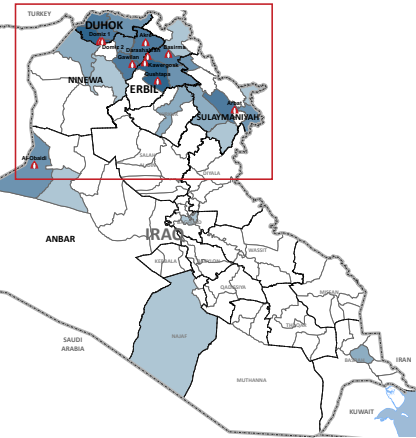 TURKEY
DUHOK
Domiz 1
Akre
Domiz 2
Basirma
Darashakran
Gawilan
Kawergosk
Qushtapa
NINEWA
ERBIL
Arbat
SULAYMANIYAH
Al-Obaidi
SALAH
DIYALA
ANBAR
IRAQ
WASSIT
KERBALA
QADISSIYA
MISSAN
THI-QAR
SAUDI
ARABIA
NAJAF
IRAN
MUTHANNA
KUWAIT